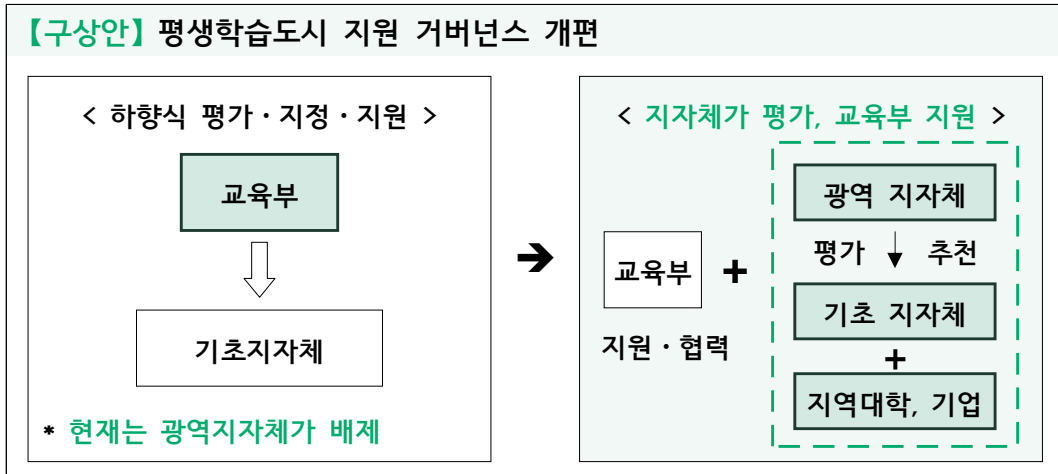 【구상안】 평생학습도시 지원 거버넌스 개편
< 하향식 평가・지정・지원 >
교육부
기초지자체
* 현재는 광역지자체가 배제
➔
< 지자체가 평가, 교육부 지원 >
교육부
+
지원・협력
광역 지자체
평가 추천
기초 지자체
+
지역대학, 기업